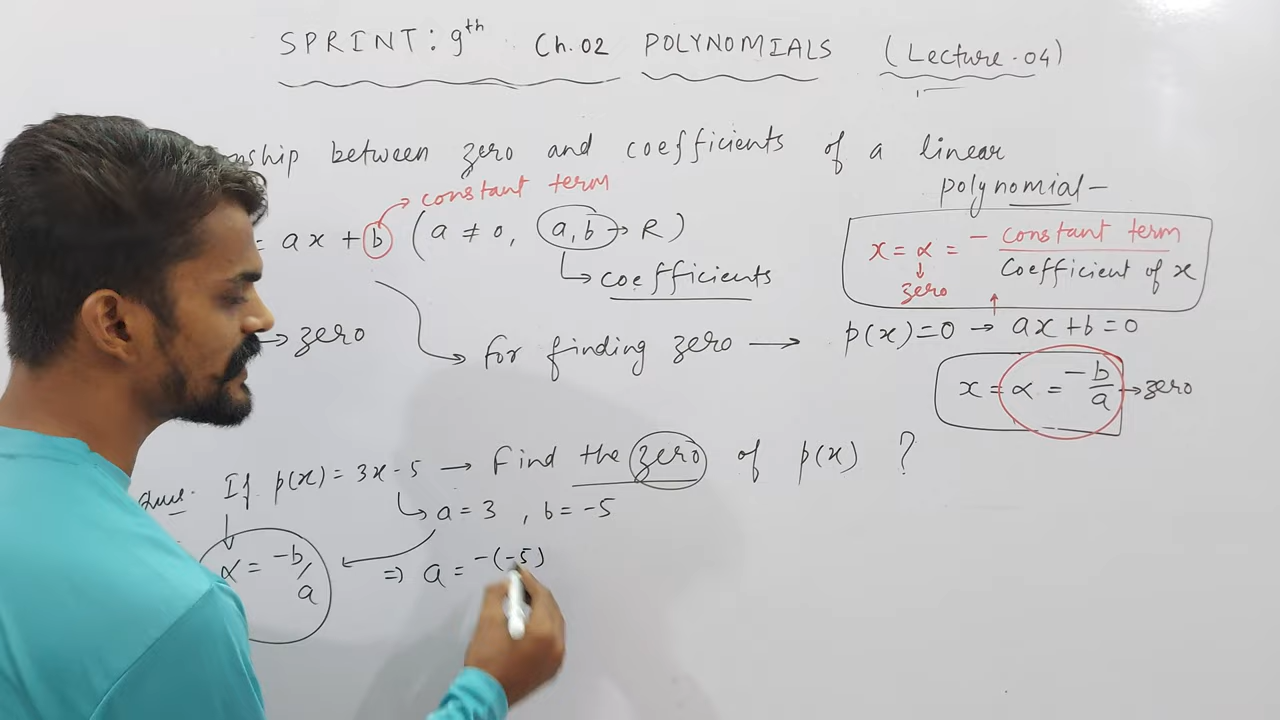 SPRINT: 9th Ch.02 POLYNOMIALS (Lecture-04)
between zero and coefficients of a linear
polynomial-
constant term
= ax + b (a ≠ 0, a, b → R)
coefficients
x = α = - constant term / Coefficient of x
zero
→ zero
for finding zero → p(x)=0 → ax+b=0
x = α = -b/a → zero
Ques. If p(x) = 3x-5 → Find the zero of p(x) ?
a = 3 , b = -5
α = -b/a ⇒ a = -(-5)